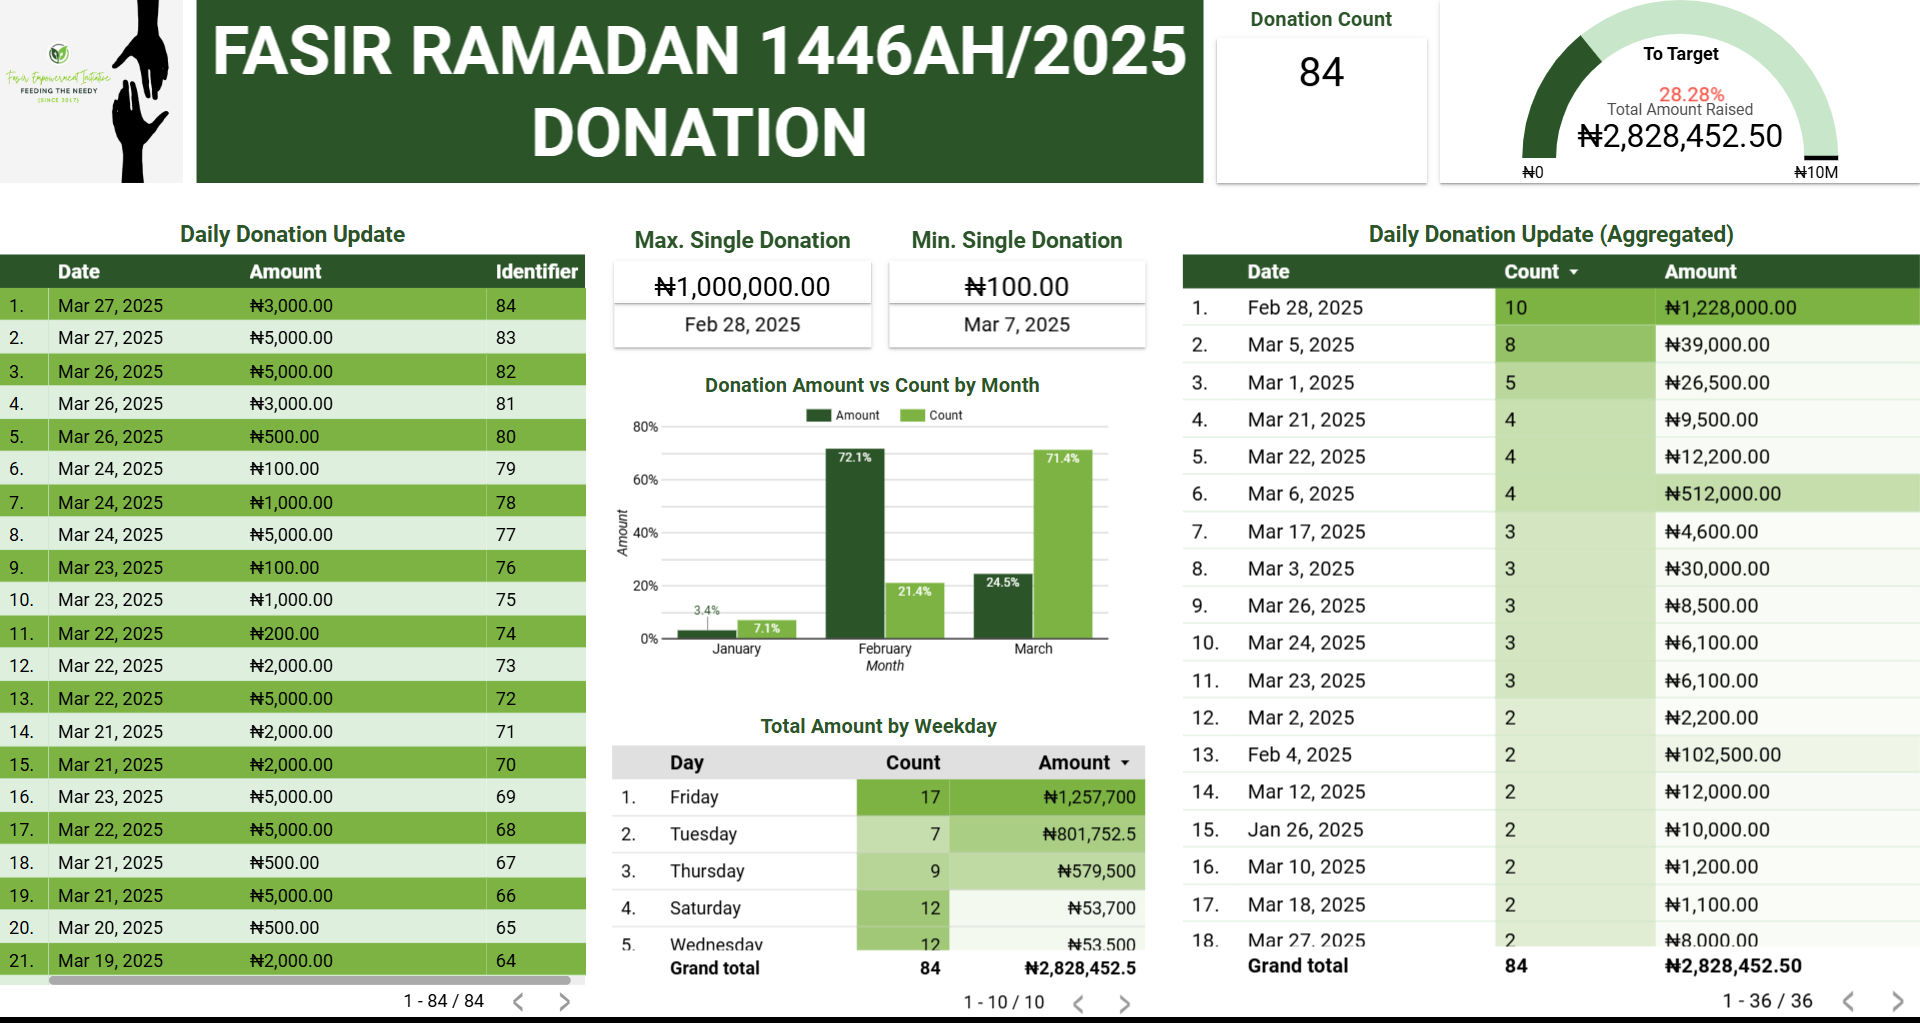 Fasir Empowerment Initiative
FEEDING THE NEEDY
(SINCE 2017)
FASIR RAMADAN 1446AH/2025
DONATION
Donation Count
84
To Target
28.28%
Total Amount Raised
₦2,828,452.50
₦0
₦10M
Daily Donation Update
Date Amount Identifier
1. Mar 27, 2025 ₦3,000.00 84
2. Mar 27, 2025 ₦5,000.00 83
3. Mar 26, 2025 ₦5,000.00 82
4. Mar 26, 2025 ₦3,000.00 81
5. Mar 26, 2025 ₦500.00 80
6. Mar 24, 2025 ₦100.00 79
7. Mar 24, 2025 ₦1,000.00 78
8. Mar 24, 2025 ₦5,000.00 77
9. Mar 23, 2025 ₦100.00 76
10. Mar 23, 2025 ₦1,000.00 75
11. Mar 22, 2025 ₦200.00 74
12. Mar 22, 2025 ₦2,000.00 73
13. Mar 22, 2025 ₦5,000.00 72
14. Mar 21, 2025 ₦2,000.00 71
15. Mar 21, 2025 ₦2,000.00 70
16. Mar 23, 2025 ₦5,000.00 69
17. Mar 22, 2025 ₦5,000.00 68
18. Mar 21, 2025 ₦500.00 67
19. Mar 21, 2025 ₦5,000.00 66
20. Mar 20, 2025 ₦500.00 65
21. Mar 19, 2025 ₦2,000.00 64
1 - 84 / 84
Max. Single Donation
₦1,000,000.00
Feb 28, 2025
Min. Single Donation
₦100.00
Mar 7, 2025
Donation Amount vs Count by Month
Amount Count
Amount
80%
60%
40%
20%
0%
3.4%
7.1%
72.1%
21.4%
24.5%
71.4%
January February March
Month
Total Amount by Weekday
Day Count Amount
1. Friday 17 ₦1,257,700
2. Tuesday 7 ₦801,752.5
3. Thursday 9 ₦579,500
4. Saturday 12 ₦53,700
5. Wednesday 12 ₦53,500
Grand total 84 ₦2,828,452.5
1 - 10 / 10
Daily Donation Update (Aggregated)
Date Count Amount
1. Feb 28, 2025 10 ₦1,228,000.00
2. Mar 5, 2025 8 ₦39,000.00
3. Mar 1, 2025 5 ₦26,500.00
4. Mar 21, 2025 4 ₦9,500.00
5. Mar 22, 2025 4 ₦12,200.00
6. Mar 6, 2025 4 ₦512,000.00
7. Mar 17, 2025 3 ₦4,600.00
8. Mar 3, 2025 3 ₦30,000.00
9. Mar 26, 2025 3 ₦8,500.00
10. Mar 24, 2025 3 ₦6,100.00
11. Mar 23, 2025 3 ₦6,100.00
12. Mar 2, 2025 2 ₦2,200.00
13. Feb 4, 2025 2 ₦102,500.00
14. Mar 12, 2025 2 ₦12,000.00
15. Jan 26, 2025 2 ₦10,000.00
16. Mar 10, 2025 2 ₦1,200.00
17. Mar 18, 2025 2 ₦1,100.00
18. Mar 27, 2025 2 ₦8,000.00
Grand total 84 ₦2,828,452.50
1 - 36 / 36